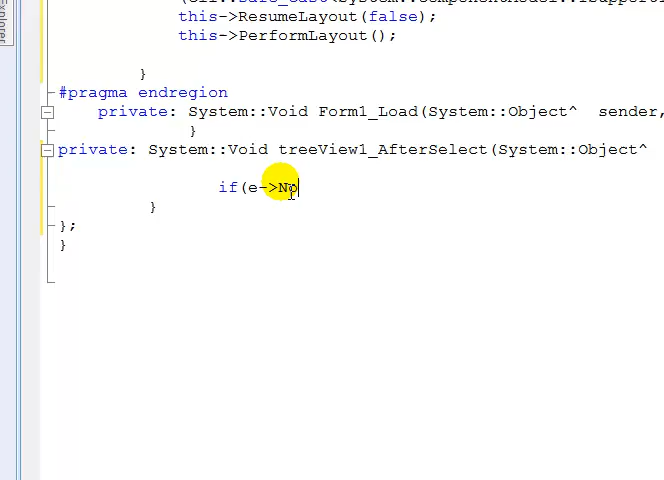 Explorer
this->ResumeLayout(false);
this->PerformLayout();
}
#pragma endregion
private: System::Void Form1_Load(System::Object^  sender,
}
private: System::Void treeView1_AfterSelect(System::Object^
if(e->No
}
};
}